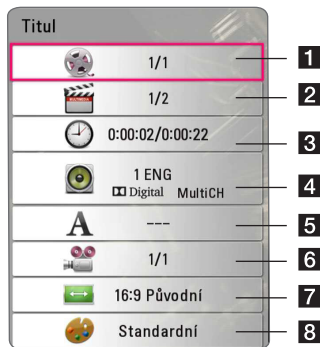 Titul
1/1
1
1/2
2
0:00:02/0:00:22
3
1 ENG
Digital MultiCH
4
---
5
1/1
6
16:9 Původní
7
Standardní
8